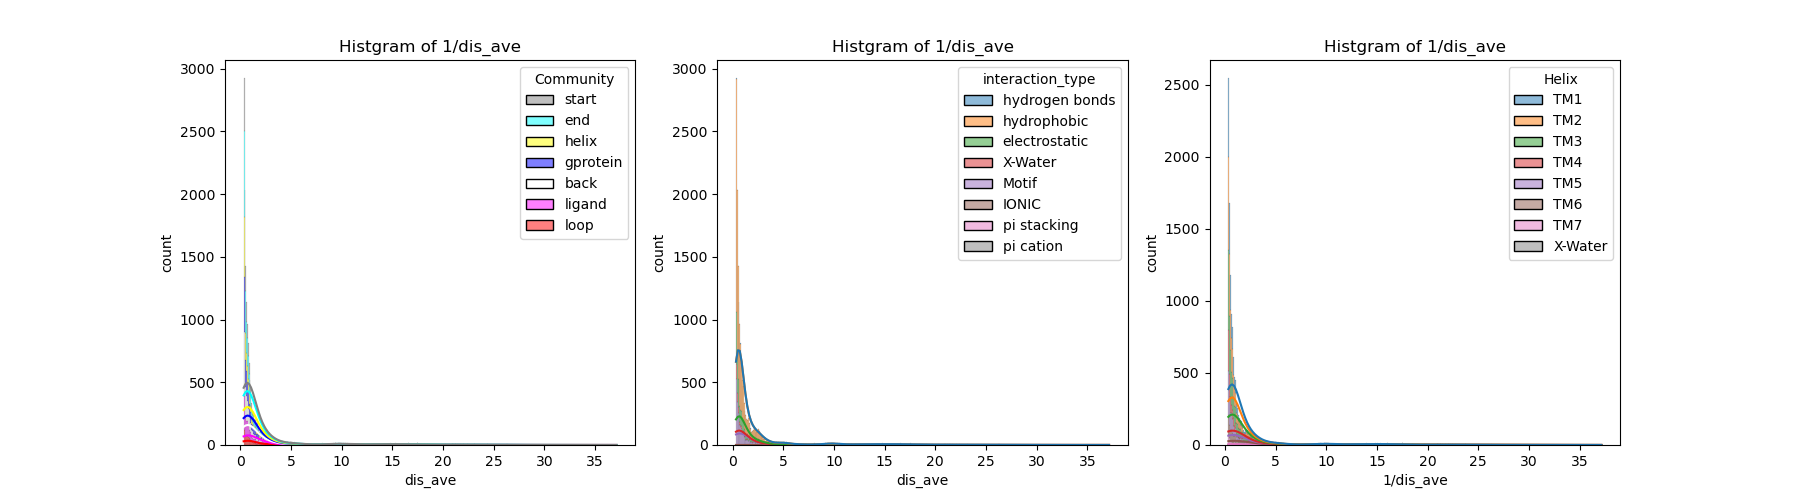 Histgram of 1/dis_ave
3000
2500
2000
1500
1000
500
0
count
0 5 10 15 20 25 30 35
dis_ave
Community
start
end
helix
gprotein
back
ligand
loop
Histgram of 1/dis_ave
3000
2500
2000
1500
1000
500
0
count
0 5 10 15 20 25 30 35
dis_ave
interaction_type
hydrogen bonds
hydrophobic
electrostatic
X-Water
Motif
IONIC
pi stacking
pi cation
Histgram of 1/dis_ave
2500
2000
1500
1000
500
0
count
0 5 10 15 20 25 30 35
1/dis_ave
Helix
TM1
TM2
TM3
TM4
TM5
TM6
TM7
X-Water